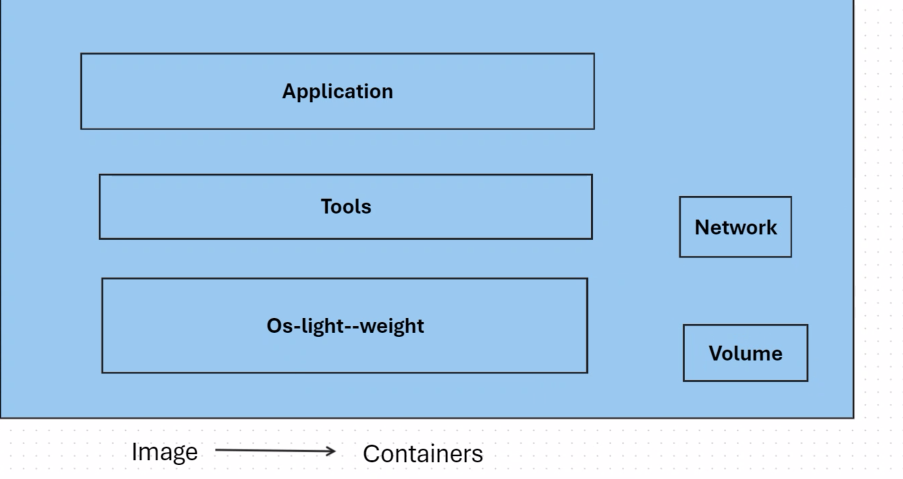 Application
Tools
Network
Os-light--weight
Volume
Image
Containers